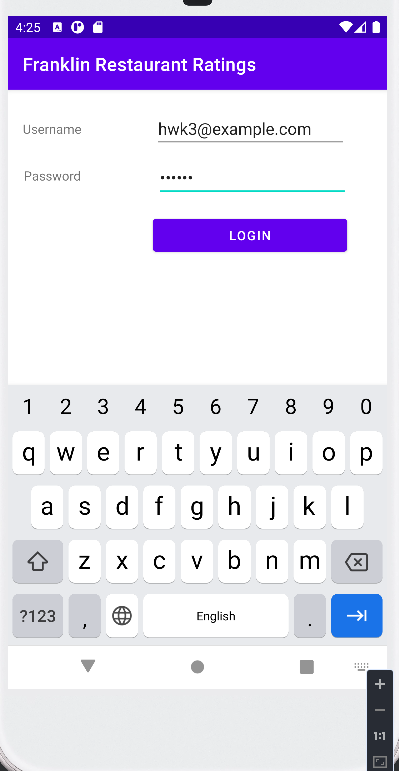 4:25
Franklin Restaurant Ratings
Username hwk3@example.com
Password ••••••
LOGIN
1 2 3 4 5 6 7 8 9 0
q w e r t y u i o p
a s d f g h j k l
z x c v b n m
?123 , English .
1:1